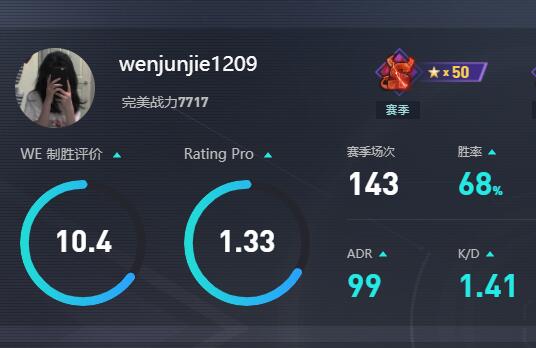 wenjunjie1209
完美战力7717
★x50
赛季
WE 制胜评价
Rating Pro
赛季场次
胜率
143
68%
10.4
1.33
ADR
K/D
99
1.41